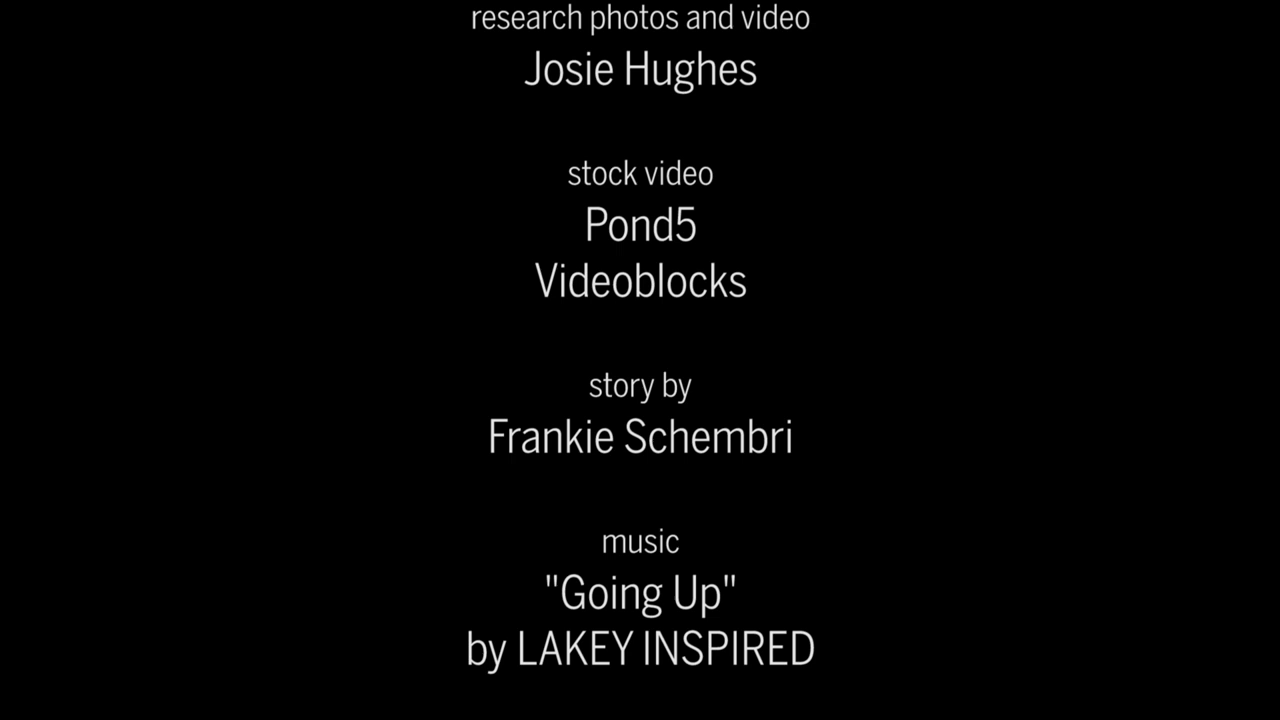 research photos and video
Josie Hughes
stock video
Pond5
Videoblocks
story by
Frankie Schembri
music
"Going Up"
by LAKEY INSPIRED